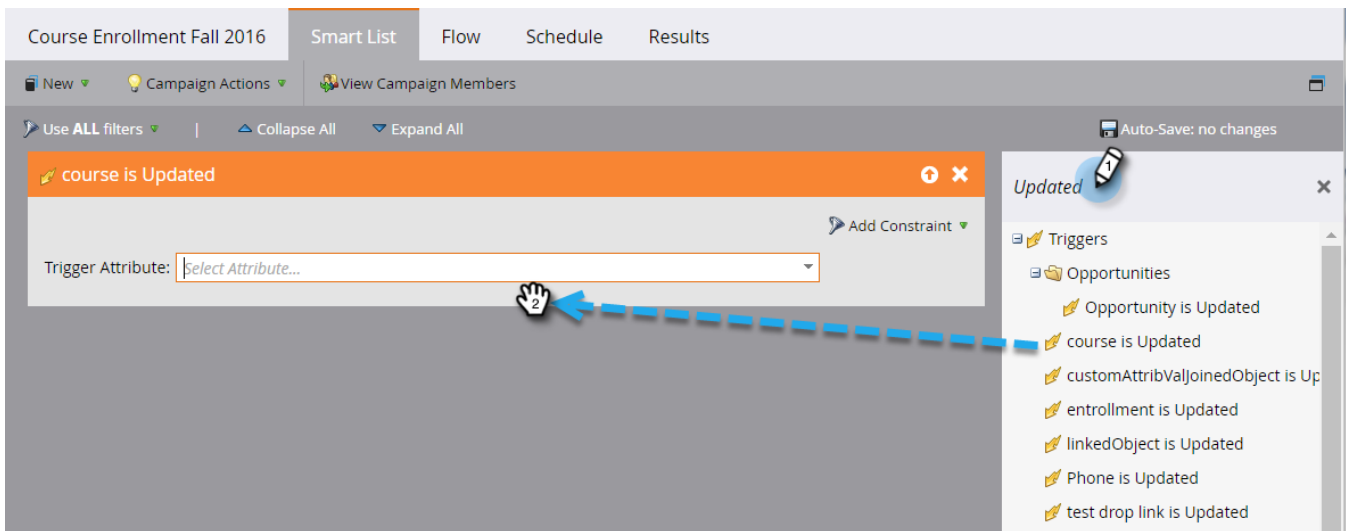 Course Enrollment Fall 2016 Smart List Flow Schedule Results
New Campaign Actions View Campaign Members
Use ALL filters | Collapse All Expand All Auto-Save: no changes
course is Updated
Updated 1
Add Constraint
Trigger Attribute: Select Attribute...
2
Triggers
Opportunities
Opportunity is Updated
course is Updated
customAttribValJoinedObject is Up
entrollment is Updated
linkedObject is Updated
Phone is Updated
test drop link is Updated